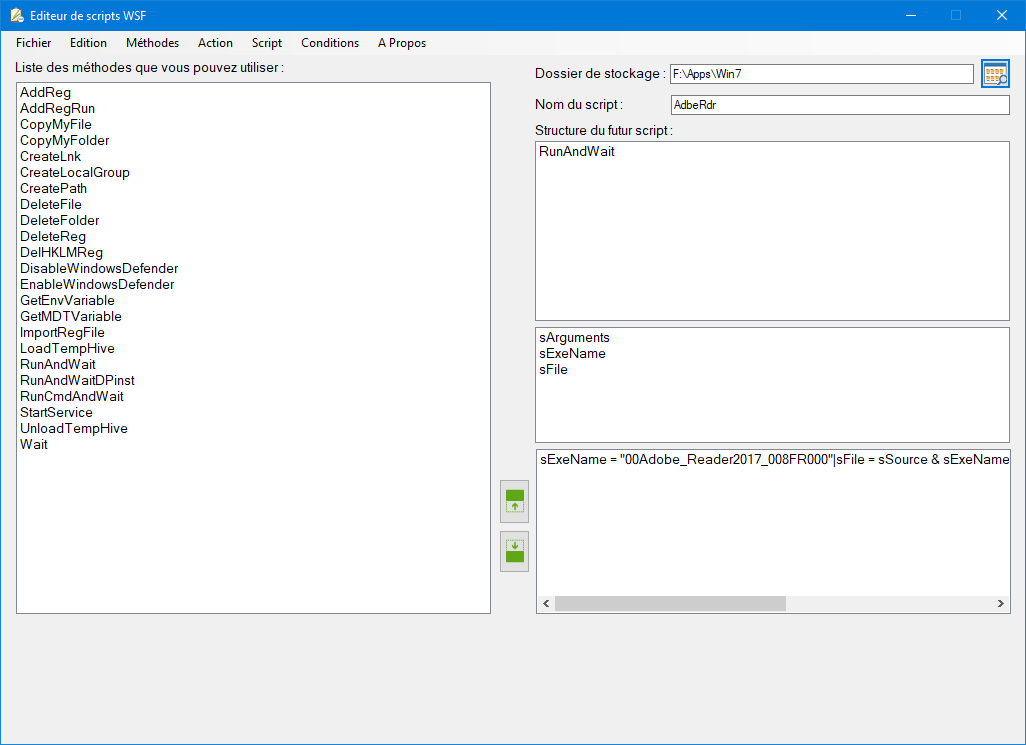 Editeur de scripts WSF
Fichier Edition Méthodes Action Script Conditions A Propos
Liste des méthodes que vous pouvez utiliser :
AddReg
AddRegRun
CopyMyFile
CopyMyFolder
CreateLnk
CreateLocalGroup
CreatePath
DeleteFile
DeleteFolder
DeleteReg
DelHKLMReg
DisableWindowsDefender
EnableWindowsDefender
GetEnvVariable
GetMDTVariable
ImportRegFile
LoadTempHive
RunAndWait
RunAndWaitDPinst
RunCmdAndWait
StartService
UnloadTempHive
Wait
Dossier de stockage : F:\Apps\Win7
Nom du script : AdbeRdr
Structure du futur script :
RunAndWait
sArguments
sExeName
sFile
sExeName = "00Adobe_Reader2017_008FR000"|sFile = sSource & sExeName